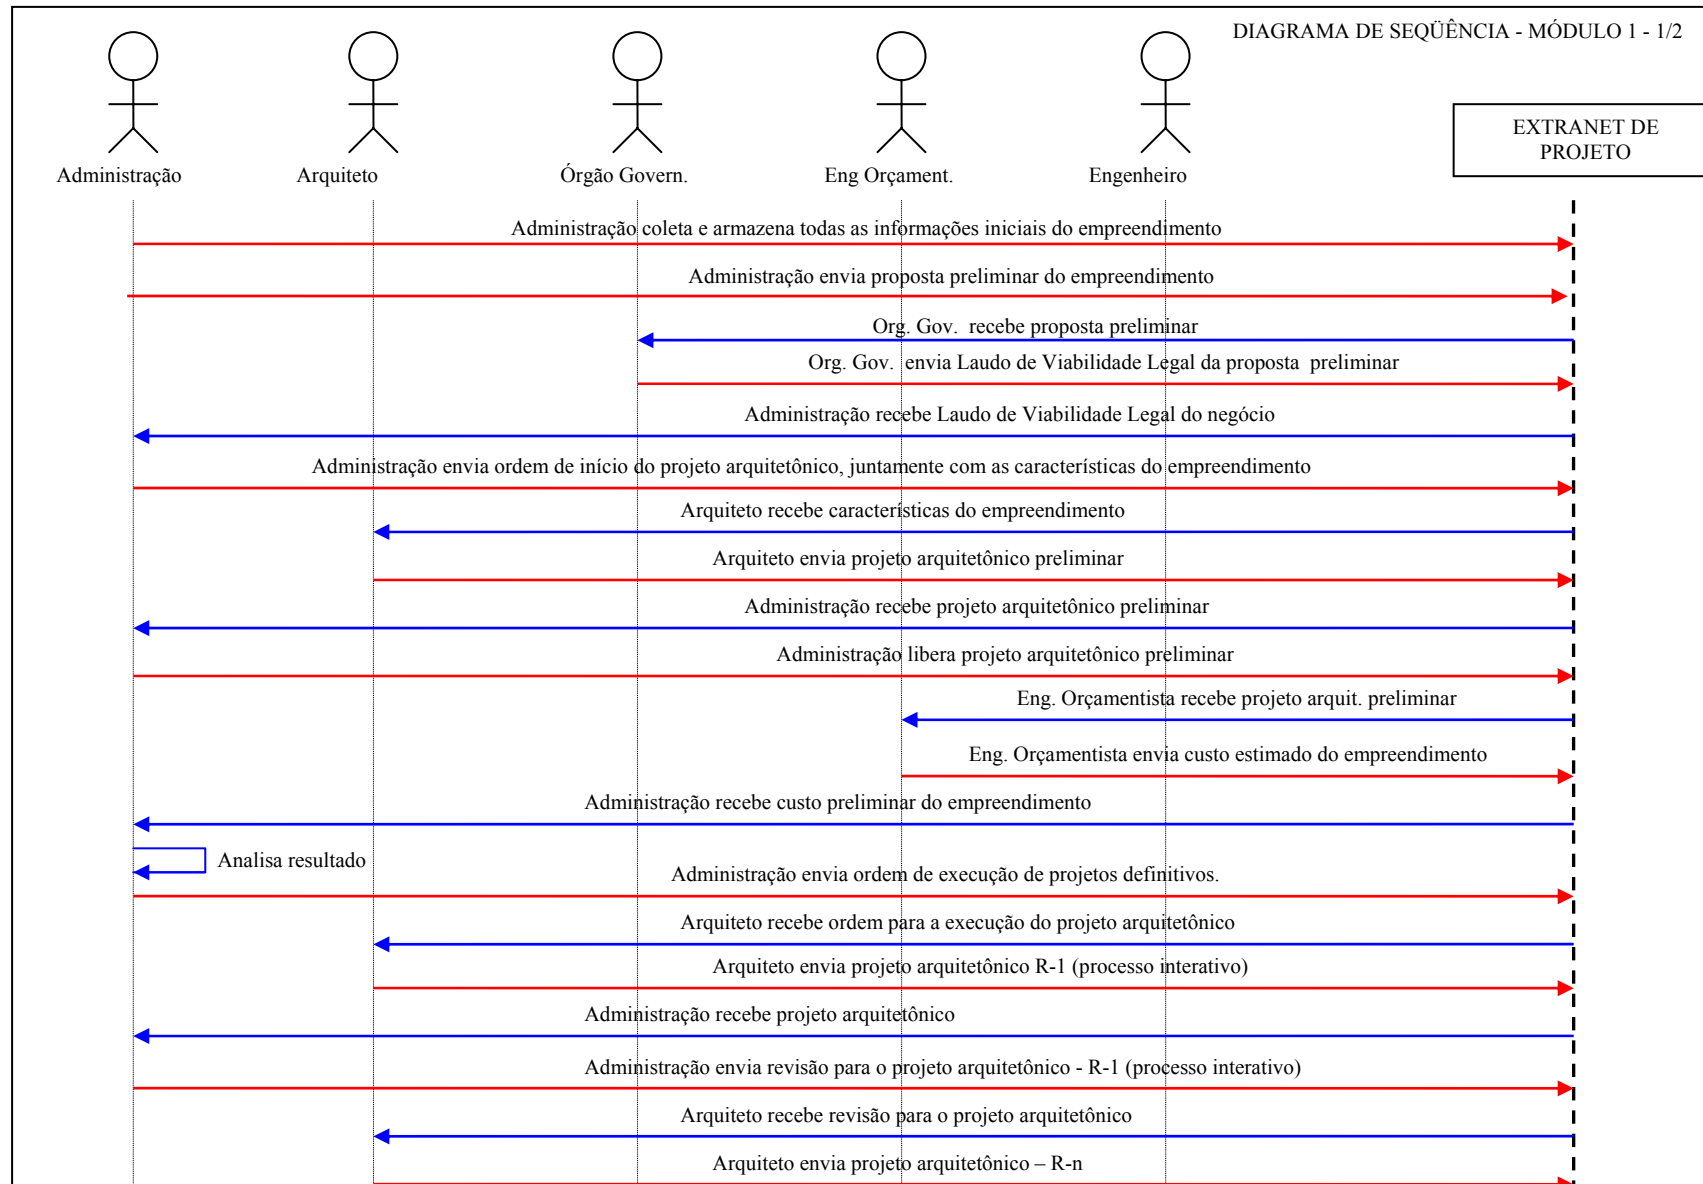 DIAGRAMA DE SEQÜÊNCIA - MÓDULO 1 - 1/2
EXTRANET DE
PROJETO
Administração
Arquiteto
Órgão Govern.
Eng Orçament.
Engenheiro
Administração coleta e armazena todas as informações iniciais do empreendimento
Administração envia proposta preliminar do empreendimento
Org. Gov. recebe proposta preliminar
Org. Gov. envia Laudo de Viabilidade Legal da proposta preliminar
Administração recebe Laudo de Viabilidade Legal do negócio
Administração envia ordem de início do projeto arquitetônico, juntamente com as características do empreendimento
Arquiteto recebe características do empreendimento
Arquiteto envia projeto arquitetônico preliminar
Administração recebe projeto arquitetônico preliminar
Administração libera projeto arquitetônico preliminar
Eng. Orçamentista recebe projeto arquit. preliminar
Eng. Orçamentista envia custo estimado do empreendimento
Administração recebe custo preliminar do empreendimento
Analisa resultado
Administração envia ordem de execução de projetos definitivos.
Arquiteto recebe ordem para a execução do projeto arquitetônico
Arquiteto envia projeto arquitetônico R-1 (processo interativo)
Administração recebe projeto arquitetônico
Administração envia revisão para o projeto arquitetônico - R-1 (processo interativo)
Arquiteto recebe revisão para o projeto arquitetônico
Arquiteto envia projeto arquitetônico – R-n